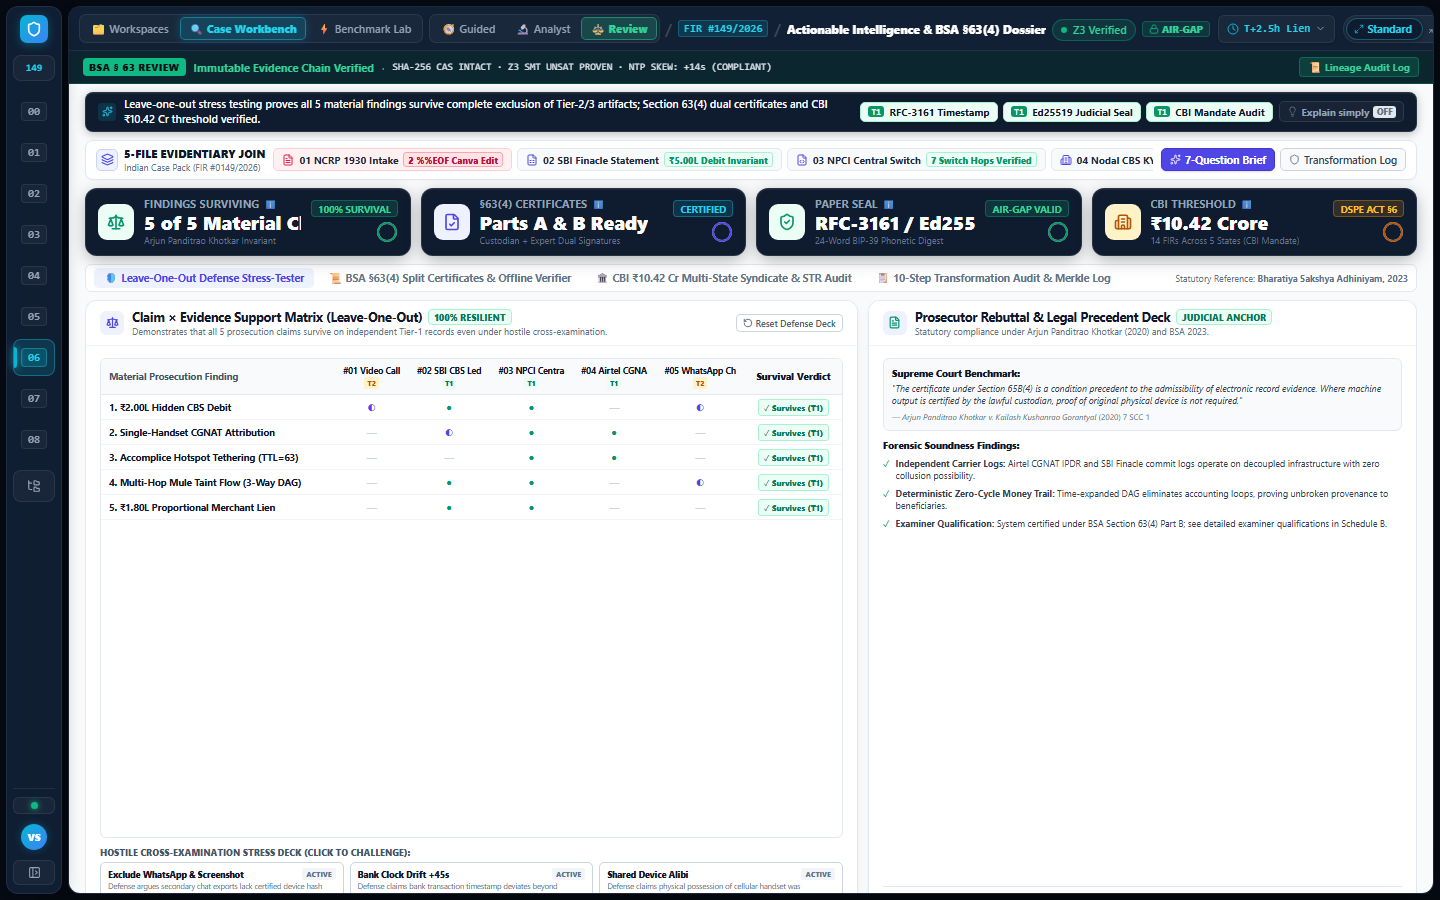 Workspaces
Case Workbench
Benchmark Lab
Guided
Analyst
Review
/
FIR #149/2026
/
Actionable Intelligence & BSA §63(4) Dossier
Z3 Verified
AIR-GAP
T+2.5h Lien
Standard
149
00
01
02
03
04
05
06
07
08
VS
BSA § 63 REVIEW
Immutable Evidence Chain Verified
· SHA-256 CAS INTACT · Z3 SMT UNSAT PROVEN · NTP SKEW: +14s (COMPLIANT)
Lineage Audit Log
Leave-one-out stress testing proves all 5 material findings survive complete exclusion of Tier-2/3 artifacts; Section 63(4) dual certificates and CBI
₹10.42 Cr threshold verified.
T1 RFC-3161 Timestamp
T1 Ed25519 Judicial Seal
T1 CBI Mandate Audit
Explain simply OFF
5-FILE EVIDENTIARY JOIN
Indian Case Pack (FIR #0149/2026)
01 NCRP 1930 Intake 2 %%EOF Canva Edit
02 SBI Finacle Statement ₹5.00L Debit Invariant
03 NPCI Central Switch 7 Switch Hops Verified
04 Nodal CBS KY
7-Question Brief
Transformation Log
FINDINGS SURVIVING
100% SURVIVAL
5 of 5 Material Cl
Arjun Panditrao Khotkar Invariant
§63(4) CERTIFICATES
CERTIFIED
Parts A & B Ready
Custodian + Expert Dual Signatures
PAPER SEAL
AIR-GAP VALID
RFC-3161 / Ed255
24-Word BIP-39 Phonetic Digest
CBI THRESHOLD
DSPE ACT §6
₹10.42 Crore
14 FIRs Across 5 States (CBI Mandate)
Leave-One-Out Defense Stress-Tester
BSA §63(4) Split Certificates & Offline Verifier
CBI ₹10.42 Cr Multi-State Syndicate & STR Audit
10-Step Transformation Audit & Merkle Log
Statutory Reference: Bharatiya Sakshya Adhiniyam, 2023
Claim × Evidence Support Matrix (Leave-One-Out) 100% RESILIENT
Demonstrates that all 5 prosecution claims survive on independent Tier-1 records even under hostile cross-examination.
Reset Defense Deck
Material Prosecution Finding
#01 Video Call T2
#02 SBI CBS Led T1
#03 NPCI Centra T1
#04 Airtel CGNA T1
#05 WhatsApp Ch T2
Survival Verdict
1. ₹2.00L Hidden CBS Debit — ✓ Survives (T1)
2. Single-Handset CGNAT Attribution — — ✓ Survives (T1)
3. Accomplice Hotspot Tethering (TTL=63) — — — ✓ Survives (T1)
4. Multi-Hop Mule Taint Flow (3-Way DAG) — — ✓ Survives (T1)
5. ₹1.80L Proportional Merchant Lien — — — ✓ Survives (T1)
HOSTILE CROSS-EXAMINATION STRESS DECK (CLICK TO CHALLENGE):
Exclude WhatsApp & Screenshot ACTIVE
Defense argues secondary chat exports lack certified device hash
Bank Clock Drift +45s ACTIVE
Defense claims bank transaction timestamp deviates beyond
Shared Device Alibi ACTIVE
Defense claims physical possession of cellular handset was
Prosecutor Rebuttal & Legal Precedent Deck JUDICIAL ANCHOR
Statutory compliance under Arjun Panditrao Khotkar (2020) and BSA 2023.
Supreme Court Benchmark:
"The certificate under Section 65B(4) is a condition precedent to the admissibility of electronic record evidence. Where machine
output is certified by the lawful custodian, proof of original physical device is not required."
— Arjun Panditrao Khotkar v. Kailash Kushanrao Gorantyal (2020) 7 SCC 1
Forensic Soundness Findings:
✓ Independent Carrier Logs: Airtel CGNAT IPDR and SBI Finacle commit logs operate on decoupled infrastructure with zero
collusion possibility.
✓ Deterministic Zero-Cycle Money Trail: Time-expanded DAG eliminates accounting loops, proving unbroken provenance to
beneficiaries.
✓ Examiner Qualification: System certified under BSA Section 63(4) Part B; see detailed examiner qualifications in Schedule B.